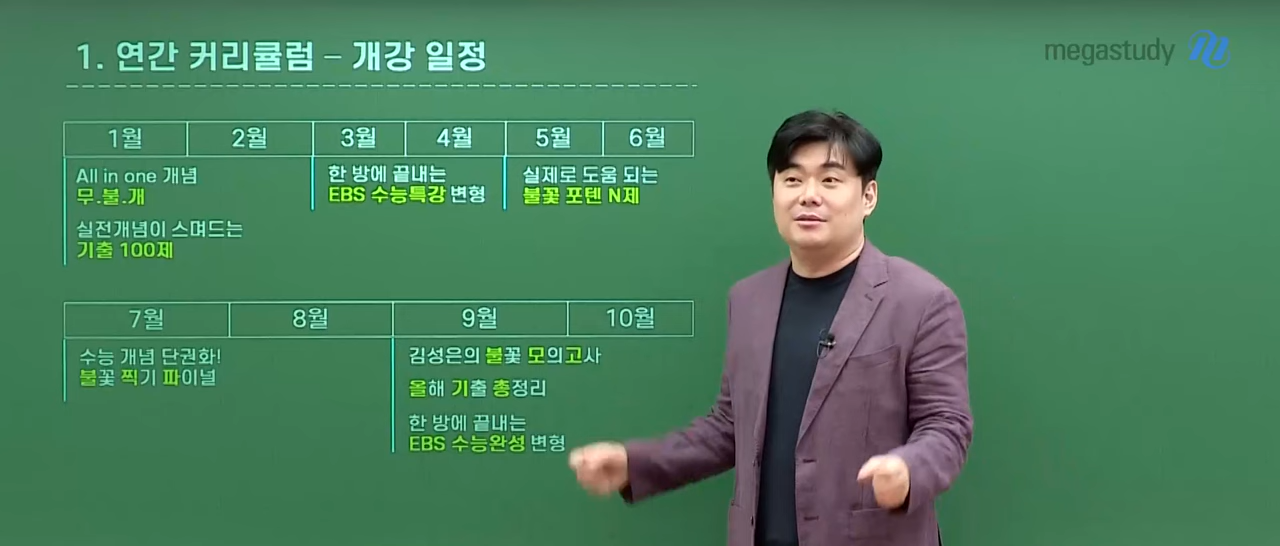 1. 연간 커리큘럼 – 개강 일정
megastudy
1월 2월 3월 4월 5월 6월
All in one 개념
무.불.개
실전개념이 스며드는
기출 100제
한 방에 끝내는
EBS 수능특강 변형
실제로 도움 되는
불꽃 포텐 N제
7월 8월 9월 10월
수능 개념 단권화!
불꽃 찍기 파이널
김성은의 불꽃 모의고사
올해 기출 총정리
한 방에 끝내는
EBS 수능완성 변형